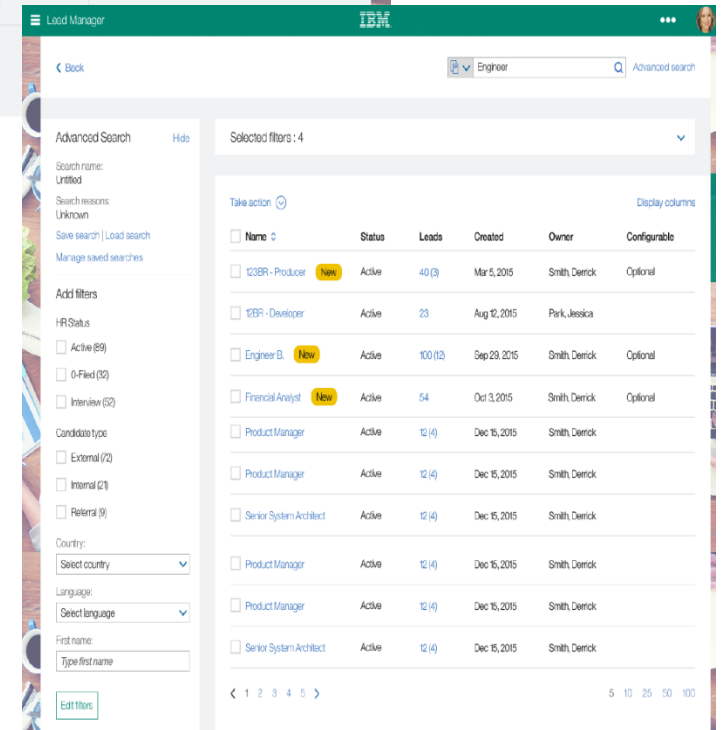 Lead Manager
IBM
Back
Engineer
Advanced search
Advanced Search Hide
Search name:
Untitled
Search reasons:
Unknown
Save search | Load search
Manage saved searches
Add filters
HR Status
Active (89)
0-Filed (32)
Interview (52)
Candidate type
External (72)
Internal (21)
Referral (9)
Country:
Select country
Language:
Select language
First name:
Type first name
Edit filters
Selected filters : 4
Take action Display columns
Name Status Leads Created Owner Configurable
123BR - Producer New Active 40 (3) Mar 5, 2015 Smith, Derrick Optional
12BR - Developer Active 23 Aug 12, 2015 Park, Jessica
Engineer B. New Active 100 (12) Sep 29, 2015 Smith, Derrick Optional
Financial Analyst New Active 54 Oct 3, 2015 Smith, Derrick Optional
Product Manager Active 12 (4) Dec 15, 2015 Smith, Derrick
Product Manager Active 12 (4) Dec 15, 2015 Smith, Derrick
Senior System Architect Active 12 (4) Dec 15, 2015 Smith, Derrick
Product Manager Active 12 (4) Dec 15, 2015 Smith, Derrick
Product Manager Active 12 (4) Dec 15, 2015 Smith, Derrick
Senior System Architect Active 12 (4) Dec 15, 2015 Smith, Derrick
1 2 3 4 5 5 10 25 50 100